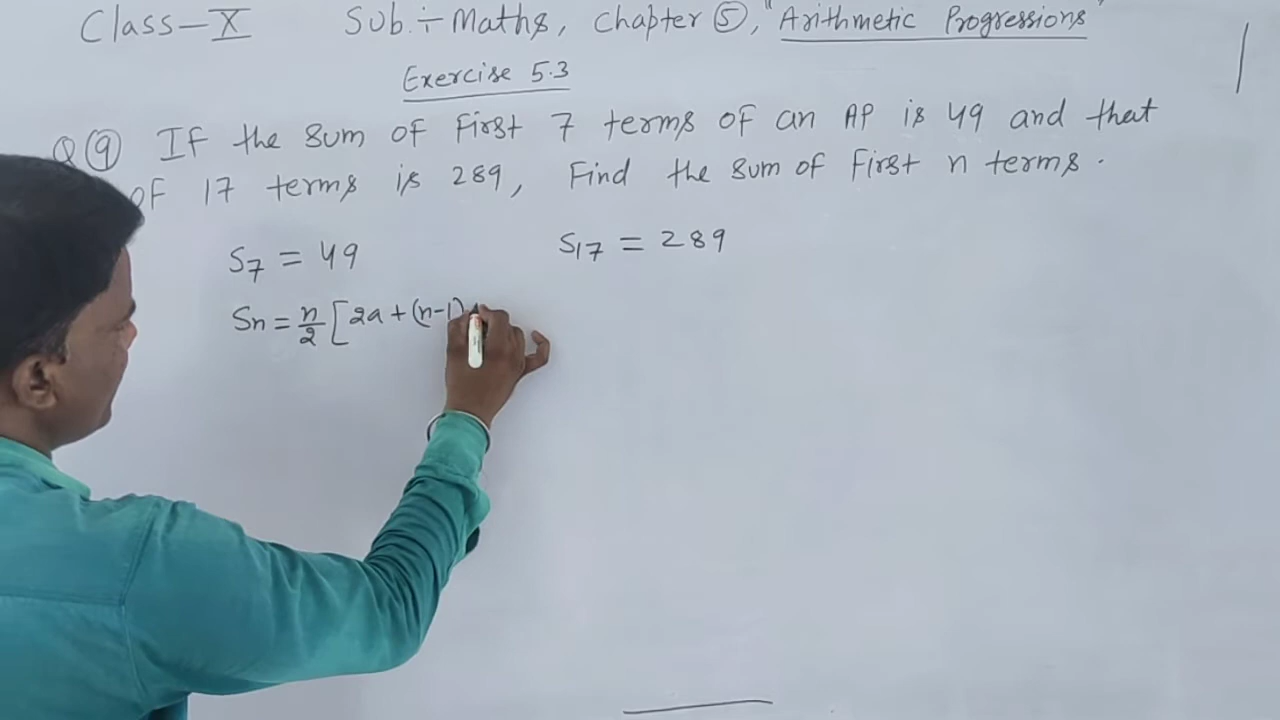 Class-X Sub.÷Maths, Chapter ⑤, "Arithmetic Progressions"
Exercise 5.3
Q ⑨ If the sum of first 7 terms of an AP is 49 and that
of 17 terms is 289, Find the sum of first n terms.
S₇ = 49 S₁₇ = 289
Sn = n/2 [2a + (n-1)